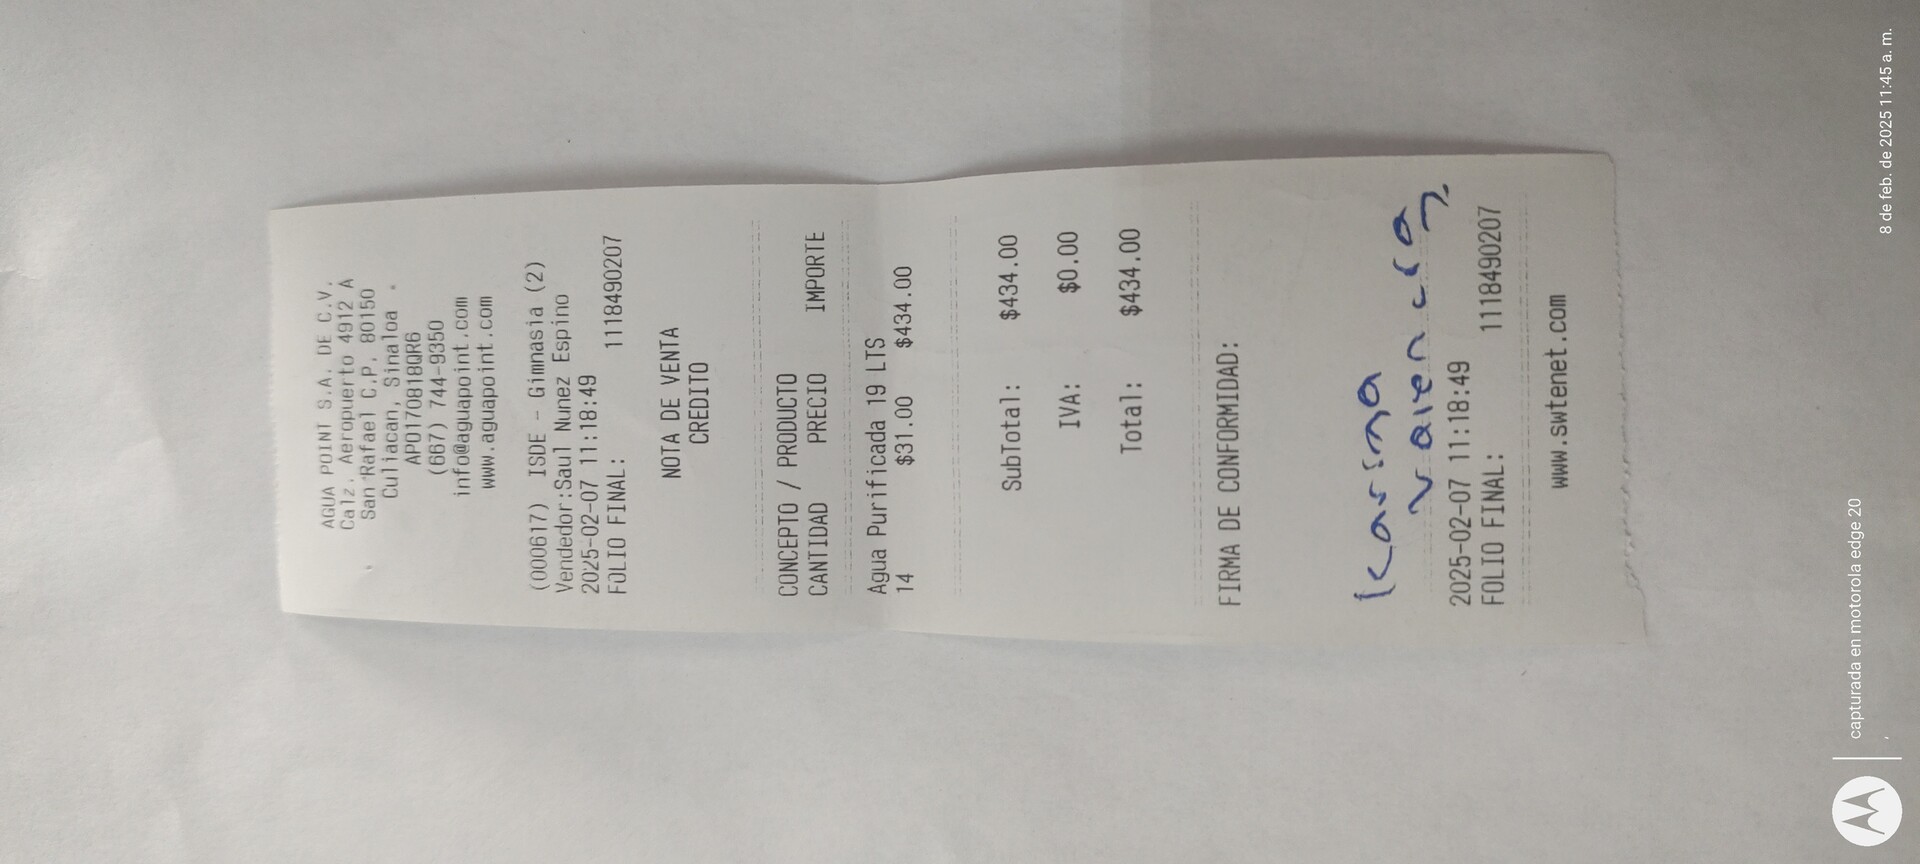 AGUA POINT S.A. DE C.V.
Calz. Aeropuerto 4912 A
San Rafael C.P. 80150
Culiacan, Sinaloa
APO170818QR6
(667) 744-9350
info@aguapoint.com
www.aguapoint.com
(000617) ISDE - Gimnasia (2)
Vendedor:Saul Nunez Espino
2025-02-07 11:18:49
FOLIO FINAL: 1118490207
NOTA DE VENTA
CREDITO
CONCEPTO / PRODUCTO
CANTIDAD PRECIO IMPORTE
Agua Purificada 19 LTS
14 $31.00 $434.00
SubTotal: $434.00
IVA: $0.00
Total: $434.00
FIRMA DE CONFORMIDAD:
Karina
Valencia
2025-02-07 11:18:49
FOLIO FINAL: 1118490207
www.swtenet.com
capturada en motorola edge 20
8 de feb. de 2025 11:45 a. m.